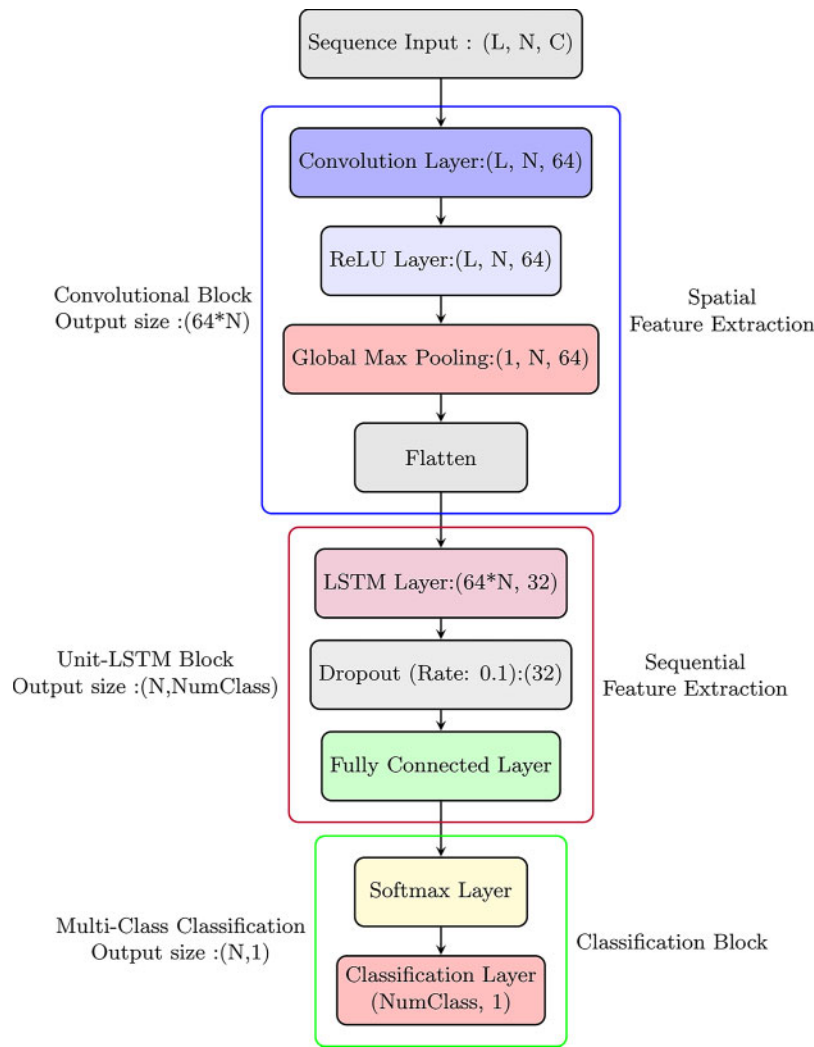 Sequence Input : (L, N, C)
Convolution Layer:(L, N, 64)
ReLU Layer:(L, N, 64)
Convolutional Block
Output size :(64*N)
Spatial
Feature Extraction
Global Max Pooling:(1, N, 64)
Flatten
LSTM Layer:(64*N, 32)
Unit-LSTM Block
Output size :(N,NumClass)
Dropout (Rate: 0.1):(32)
Sequential
Feature Extraction
Fully Connected Layer
Softmax Layer
Multi-Class Classification
Output size :(N,1)
Classification Block
Classification Layer
(NumClass, 1)